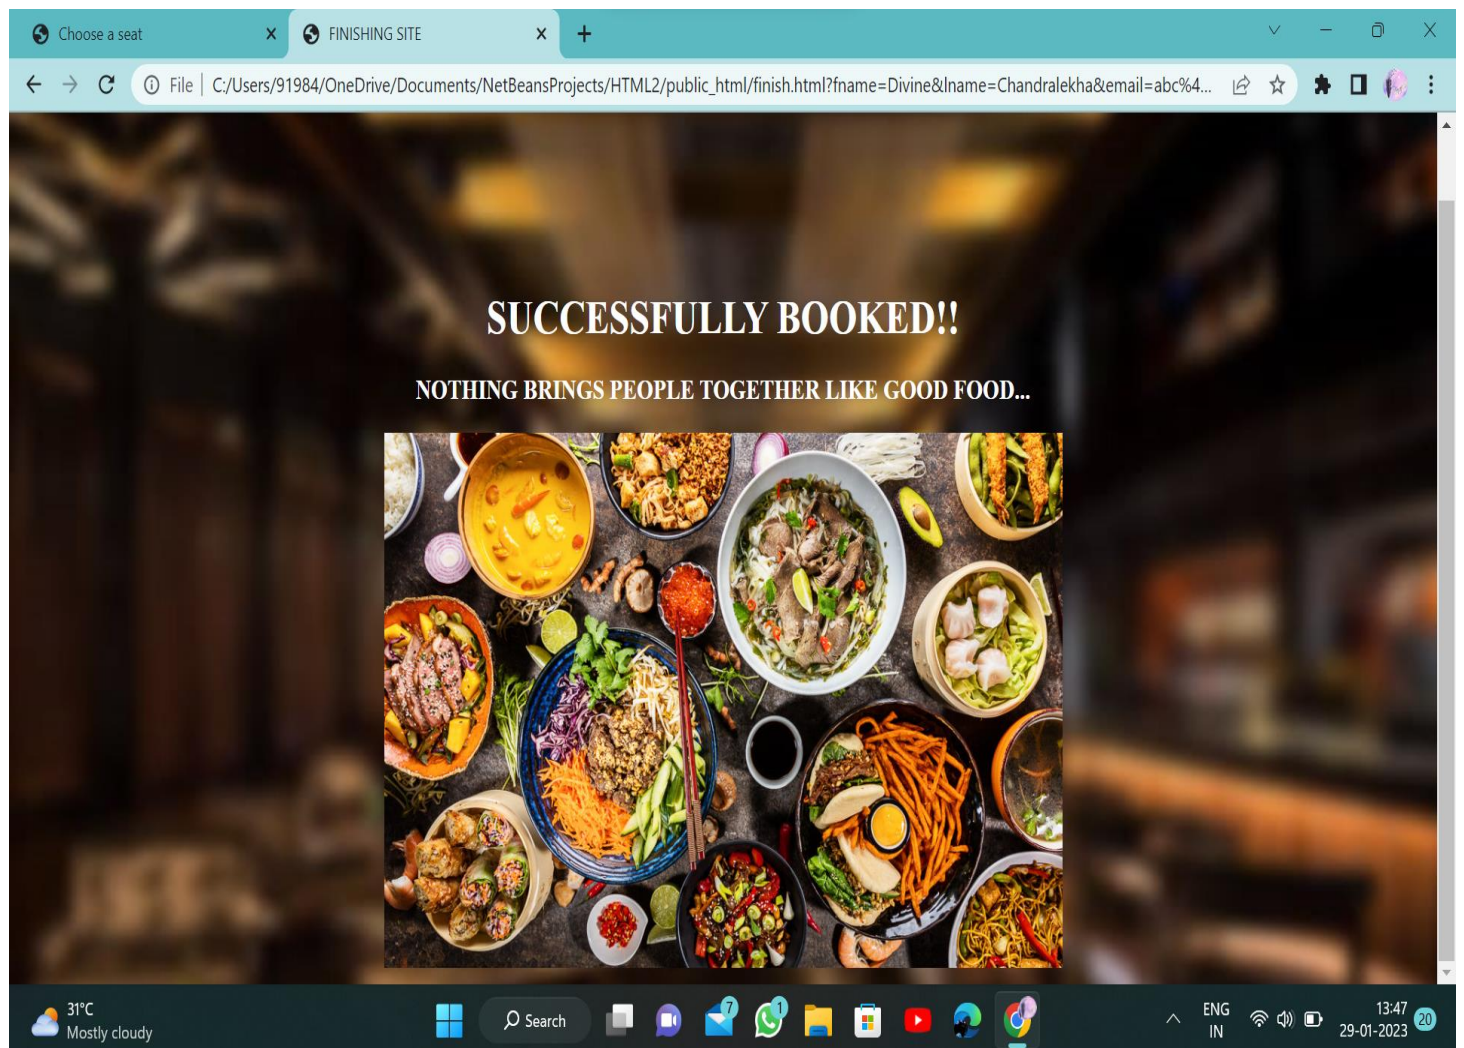 Choose a seat
FINISHING SITE
File
C:/Users/91984/OneDrive/Documents/NetBeansProjects/HTML2/public_html/finish.html?fname=Divine&lname=Chandralekha&email=abc%4...
SUCCESSFULLY BOOKED!!
NOTHING BRINGS PEOPLE TOGETHER LIKE GOOD FOOD...
31°C
Mostly cloudy
Search
7
1
ENG
IN
13:47
29-01-2023
20